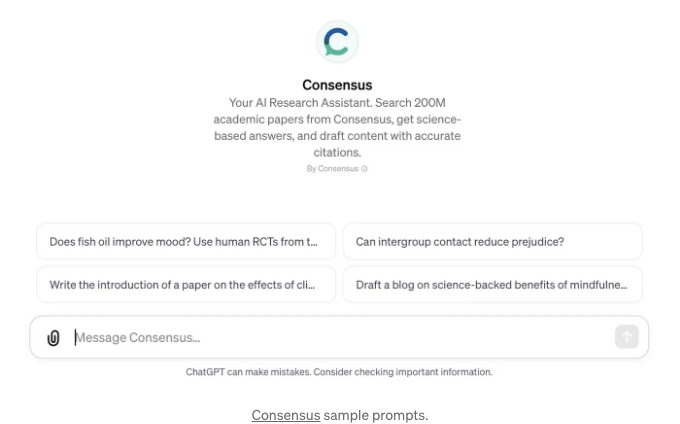 Consensus
Your AI Research Assistant. Search 200M
academic papers from Consensus, get science-
based answers, and draft content with accurate
citations.
By Consensus
Does fish oil improve mood? Use human RCTs from t...
Can intergroup contact reduce prejudice?
Write the introduction of a paper on the effects of cli...
Draft a blog on science-backed benefits of mindfulne...
Message Consensus...
ChatGPT can make mistakes. Consider checking important information.
Consensus sample prompts.